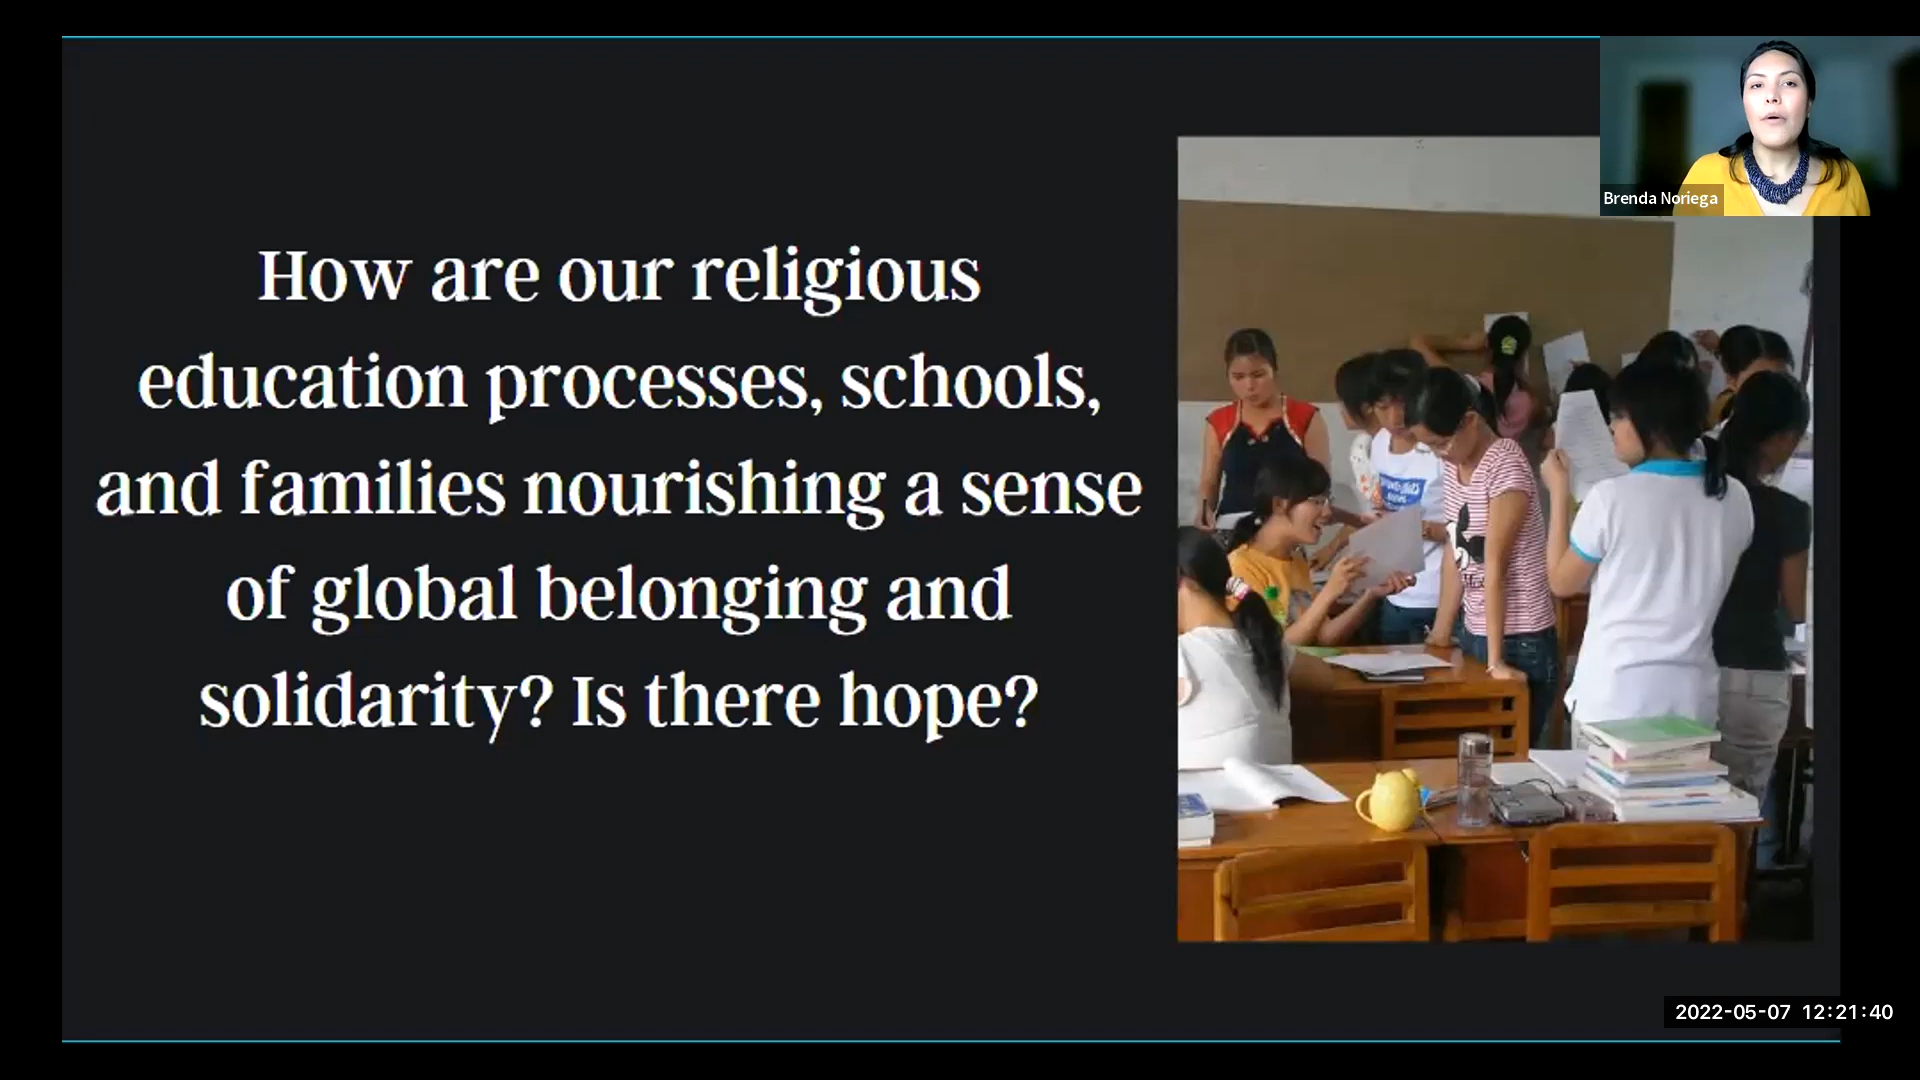 How are our religious
education processes, schools,
and families nourishing a sense
of global belonging and
solidarity? Is there hope?
Brenda Noriega
2022-05-07 12:21:40